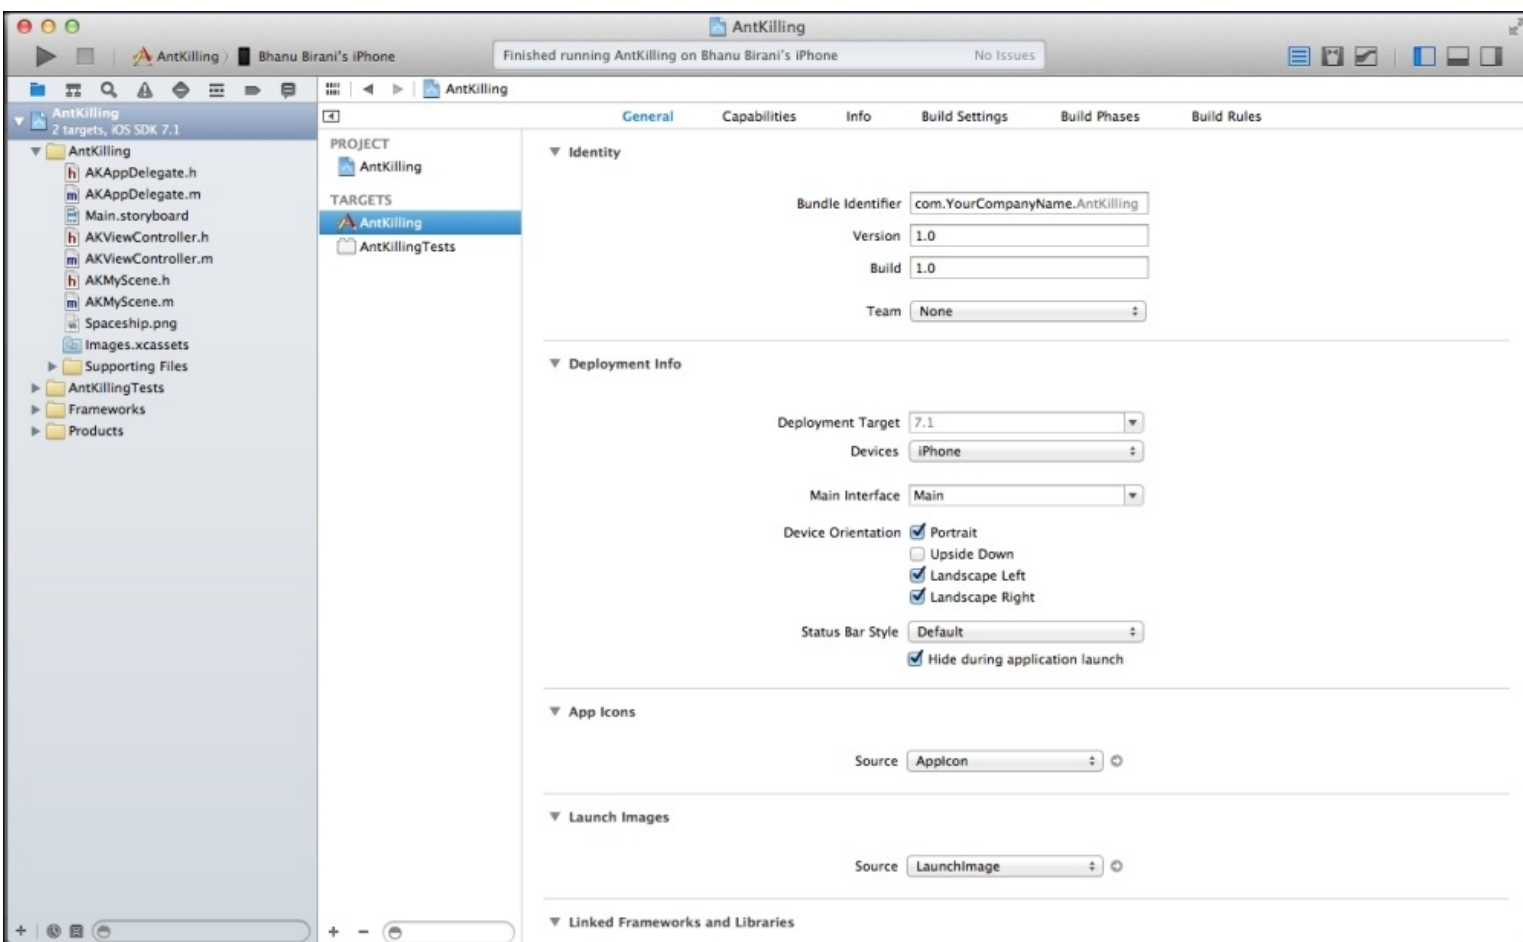 AntKilling
AntKilling Bhanu Birani's iPhone
Finished running AntKilling on Bhanu Birani's iPhone No Issues
AntKilling
AntKilling
2 targets, iOS SDK 7.1
AntKilling
AKAppDelegate.h
AKAppDelegate.m
Main.storyboard
AKViewController.h
AKViewController.m
AKMyScene.h
AKMyScene.m
Spaceship.png
Images.xcassets
Supporting Files
AntKillingTests
Frameworks
Products
PROJECT
AntKilling
TARGETS
AntKilling
AntKillingTests
General Capabilities Info Build Settings Build Phases Build Rules
Identity
Bundle Identifier com.YourCompanyName.AntKilling
Version 1.0
Build 1.0
Team None
Deployment Info
Deployment Target 7.1
Devices iPhone
Main Interface Main
Device Orientation Portrait
Upside Down
Landscape Left
Landscape Right
Status Bar Style Default
Hide during application launch
App Icons
Source AppIcon
Launch Images
Source LaunchImage
Linked Frameworks and Libraries